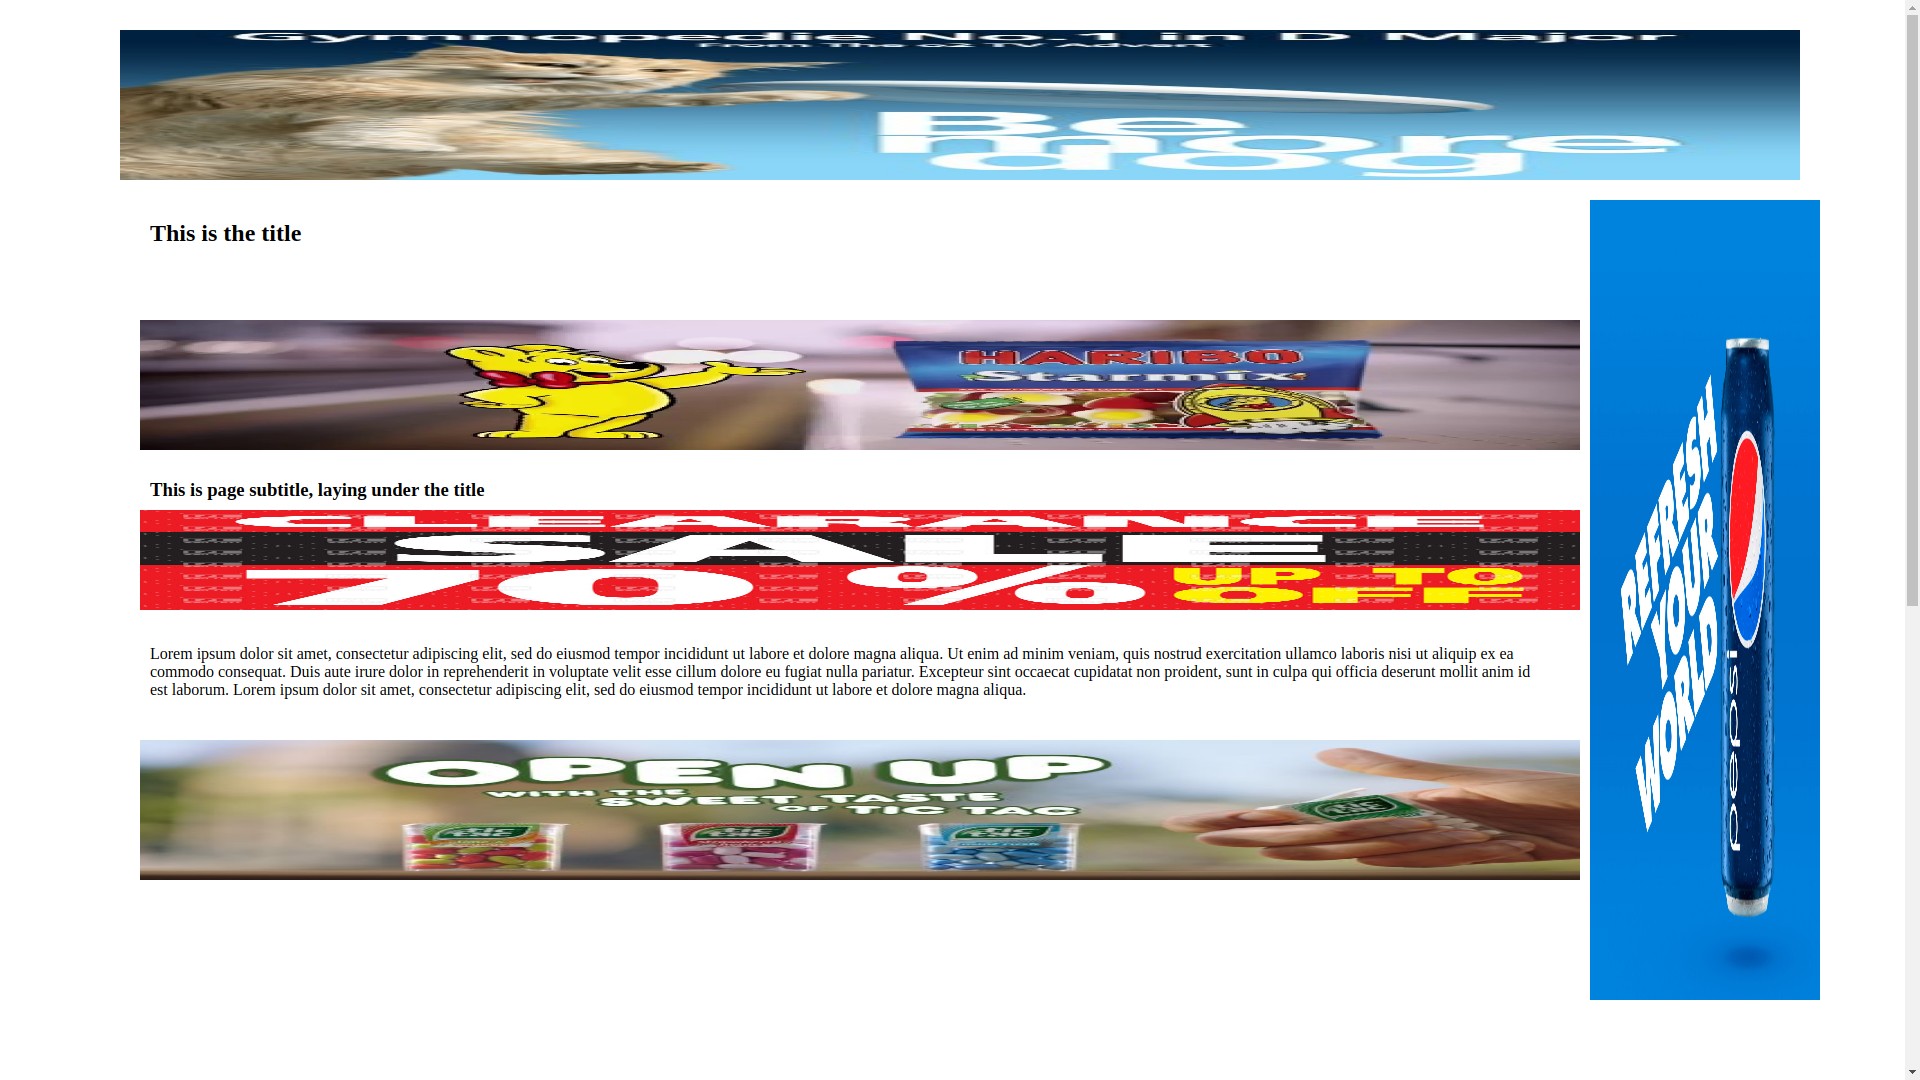 Gymnopedie No.1 in D Major
From The o2 TV Advert
Be
more
dog
This is the title
HARIBO
Starmix
This is page subtitle, laying under the title
CLEARANCE
SALE
70% UP TO
OFF
Lorem ipsum dolor sit amet, consectetur adipiscing elit, sed do eiusmod tempor incididunt ut labore et dolore magna aliqua. Ut enim ad minim veniam, quis nostrud exercitation ullamco laboris nisi ut aliquip ex ea
commodo consequat. Duis aute irure dolor in reprehenderit in voluptate velit esse cillum dolore eu fugiat nulla pariatur. Excepteur sint occaecat cupidatat non proident, sunt in culpa qui officia deserunt mollit anim id
est laborum. Lorem ipsum dolor sit amet, consectetur adipiscing elit, sed do eiusmod tempor incididunt ut labore et dolore magna aliqua.
OPEN UP
WITH THE
SWEET TASTE
OF TIC TAC
tic tac
tic tac
tic tac
tic tac
REFRESH
YOUR
WORLD
pepsi